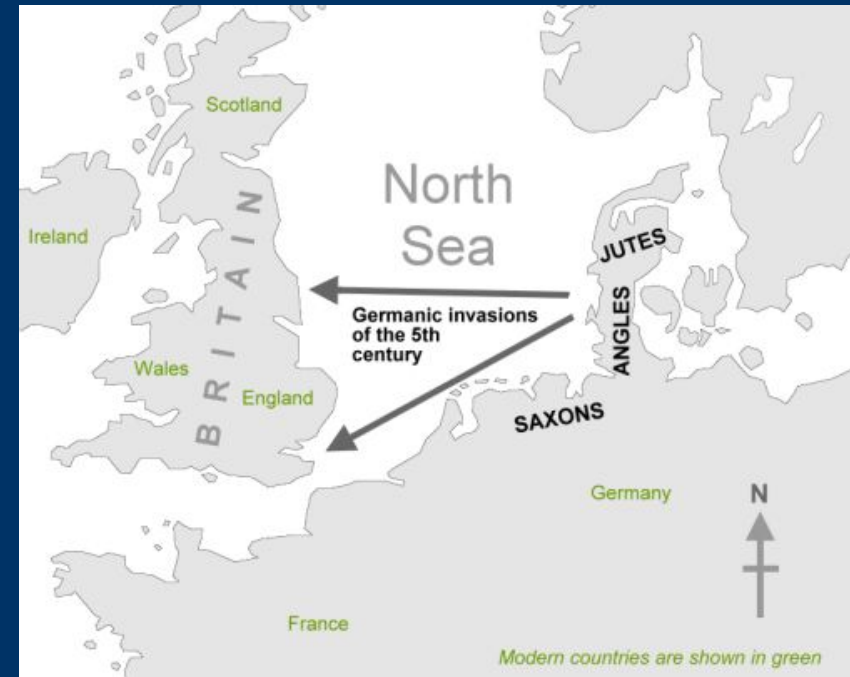 Scotland
North
Sea
Ireland
BRITAIN
JUTES
Germanic invasions
of the 5th
century
ANGLES
Wales
England
SAXONS
Germany
N
France
Modern countries are shown in green